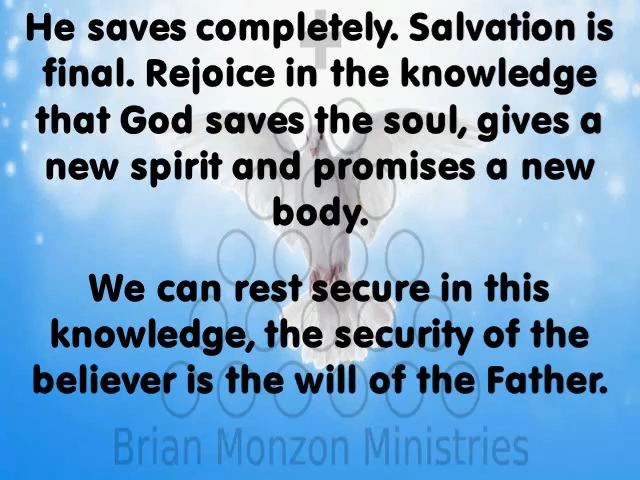 He saves completely. Salvation is
final. Rejoice in the knowledge
that God saves the soul, gives a
new spirit and promises a new
body.
We can rest secure in this
knowledge, the security of the
believer is the will of the Father.
Brian Monzon Ministries